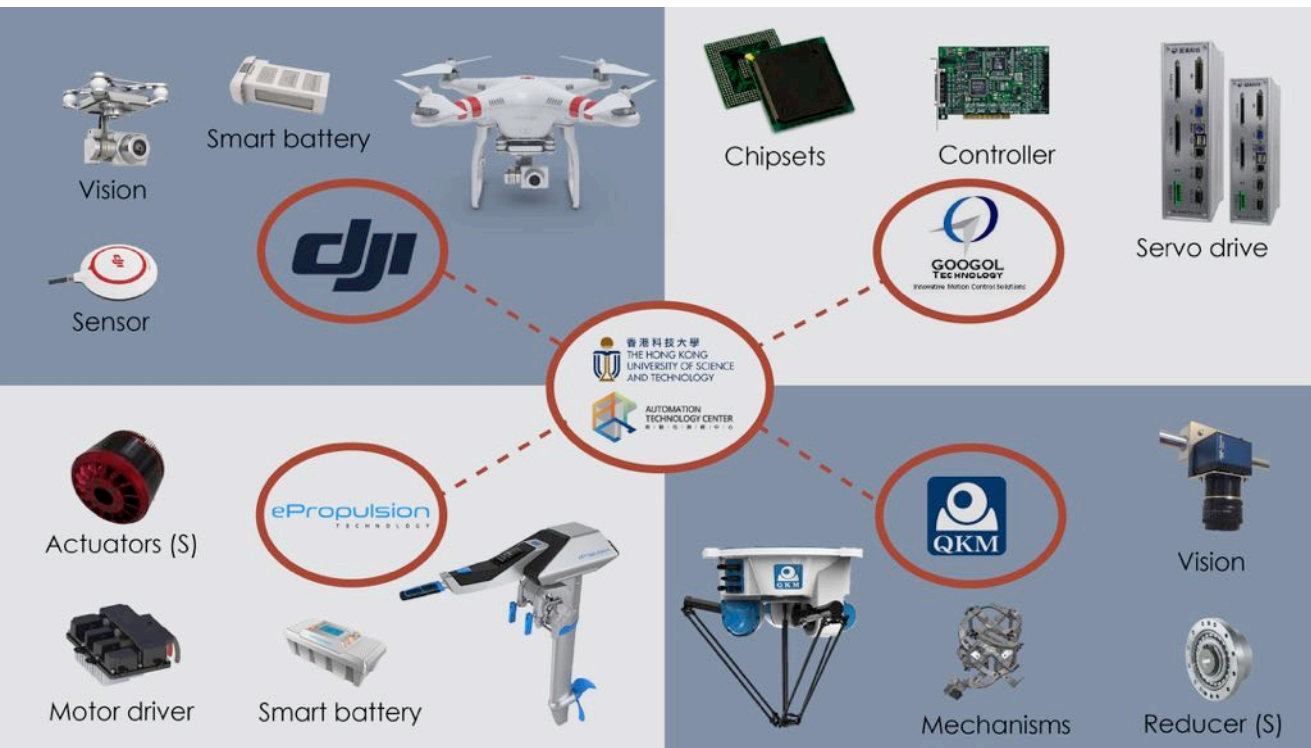 Smart battery
Vision
dji
Sensor
Chipsets
Controller
Servo drive
GOOGOL
TECHNOLOGY
Innovative Motion Control Solutions
香港科技大學
THE HONG KONG
UNIVERSITY OF SCIENCE
AND TECHNOLOGY
AUTOMATION
TECHNOLOGY CENTER
ePropulsion
TECHNOLOGY
Actuators (S)
Motor driver
Smart battery
QKM
QKM
Vision
Mechanisms
Reducer (S)